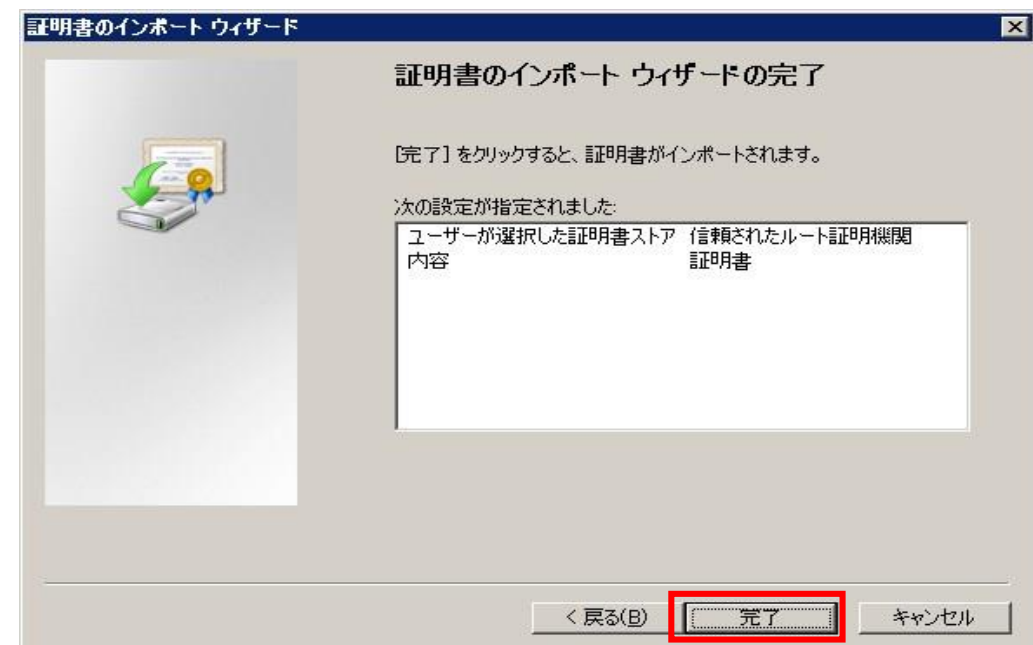 証明書のインポート ウィザード
証明書のインポート ウィザードの完了
[完了] をクリックすると、証明書がインポートされます。
次の設定が指定されました:
ユーザーが選択した証明書ストア 信頼されたルート証明機関
内容 証明書
< 戻る(B) 完了 キャンセル